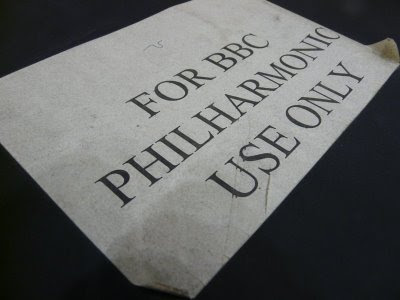 FOR BBC
PHILHARMONIC
USE ONLY